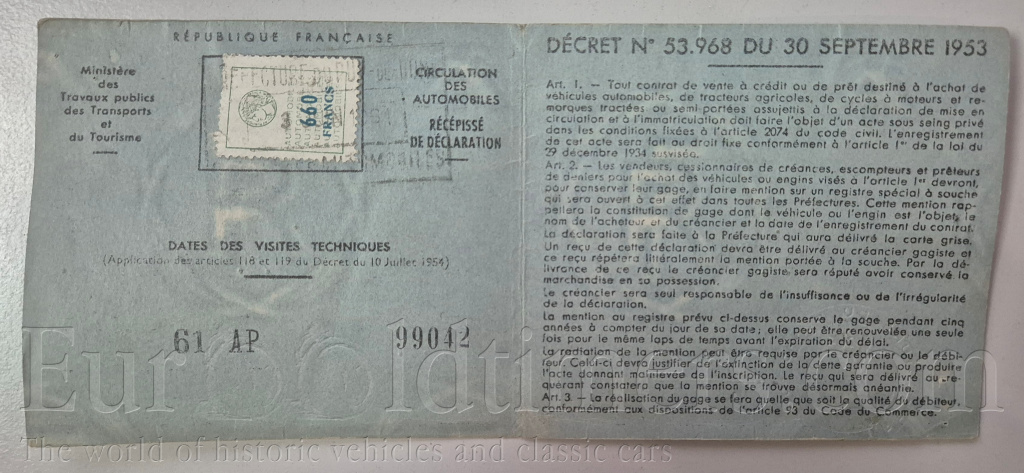 RÉPUBLIQUE FRANÇAISE
Ministère
des
Travaux publics
des Transports
et du
Tourisme
660
FRANCS
CIRCULATION
DES
AUTOMOBILES
RÉCÉPISSÉ
DE DÉCLARATION
DATES DES VISITES TECHNIQUES
(Application des articles 118 et 119 du Décret du 10 Juillet 1954)
61 AP 99042
DÉCRET N° 53.968 DU 30 SEPTEMBRE 1953
Art. 1. — Tout contrat de vente à crédit ou de prêt destiné à l'achat de
véhicules automobiles, de tracteurs agricoles, de cycles à moteurs et re-
morques tractées ou semi-portées assujettis à la déclaration de mise en
circulation et à l'immatriculation doit faire l'objet d'un acte sous seing privé
dans les conditions fixées à l'article 2074 du code civil. L'enregistrement
de cet acte sera fait au droit fixe conformément à l'article 1er de la loi du
29 décembre 1934 susvisée.
Art. 2. — Les vendeurs, cessionnaires de créances, escompteurs et prêteurs
de deniers pour l'achat des véhicules ou engins visés à l'article 1er devront,
pour conserver leur gage, en faire mention sur un registre spécial à souche
qui sera ouvert à cet effet dans toutes les Préfectures. Cette mention rap-
pellera la constitution de gage dont le véhicule ou l'engin est l'objet, le
nom de l'acheteur et du créancier et la date de l'enregistrement du contrat.
La déclaration sera faite à la Préfecture qui aura délivré la carte grise.
Un reçu de cette déclaration devra être délivré au créancier gagiste et
ce reçu répétera littéralement la mention portée à la souche. Par la dé-
livrance de ce reçu le créancier gagiste sera réputé avoir conservé la
marchandise en sa possession.
Le créancier sera seul responsable de l'insuffisance ou de l'irrégularité
de la déclaration.
La mention au registre prévu ci-dessus conserve le gage pendant cinq
années à compter du jour de sa date ; elle peut être renouvelée une seule
fois pour le même laps de temps avant l'expiration du délai.
La radiation de la mention peut être requise par le créancier ou le débi-
teur. Celui-ci devra justifier de l'extinction de la dette garantie ou produire
l'acte donnant mainlevée de l'inscription. Le reçu qui sera délivré au re-
quérant constatera que la mention se trouve désormais anéantie.
Art. 3. — La réalisation du gage se fera quelle que soit la qualité du débiteur,
conformément aux dispositions de l'article 93 du Code du Commerce.
The world of historic vehicles and classic cars